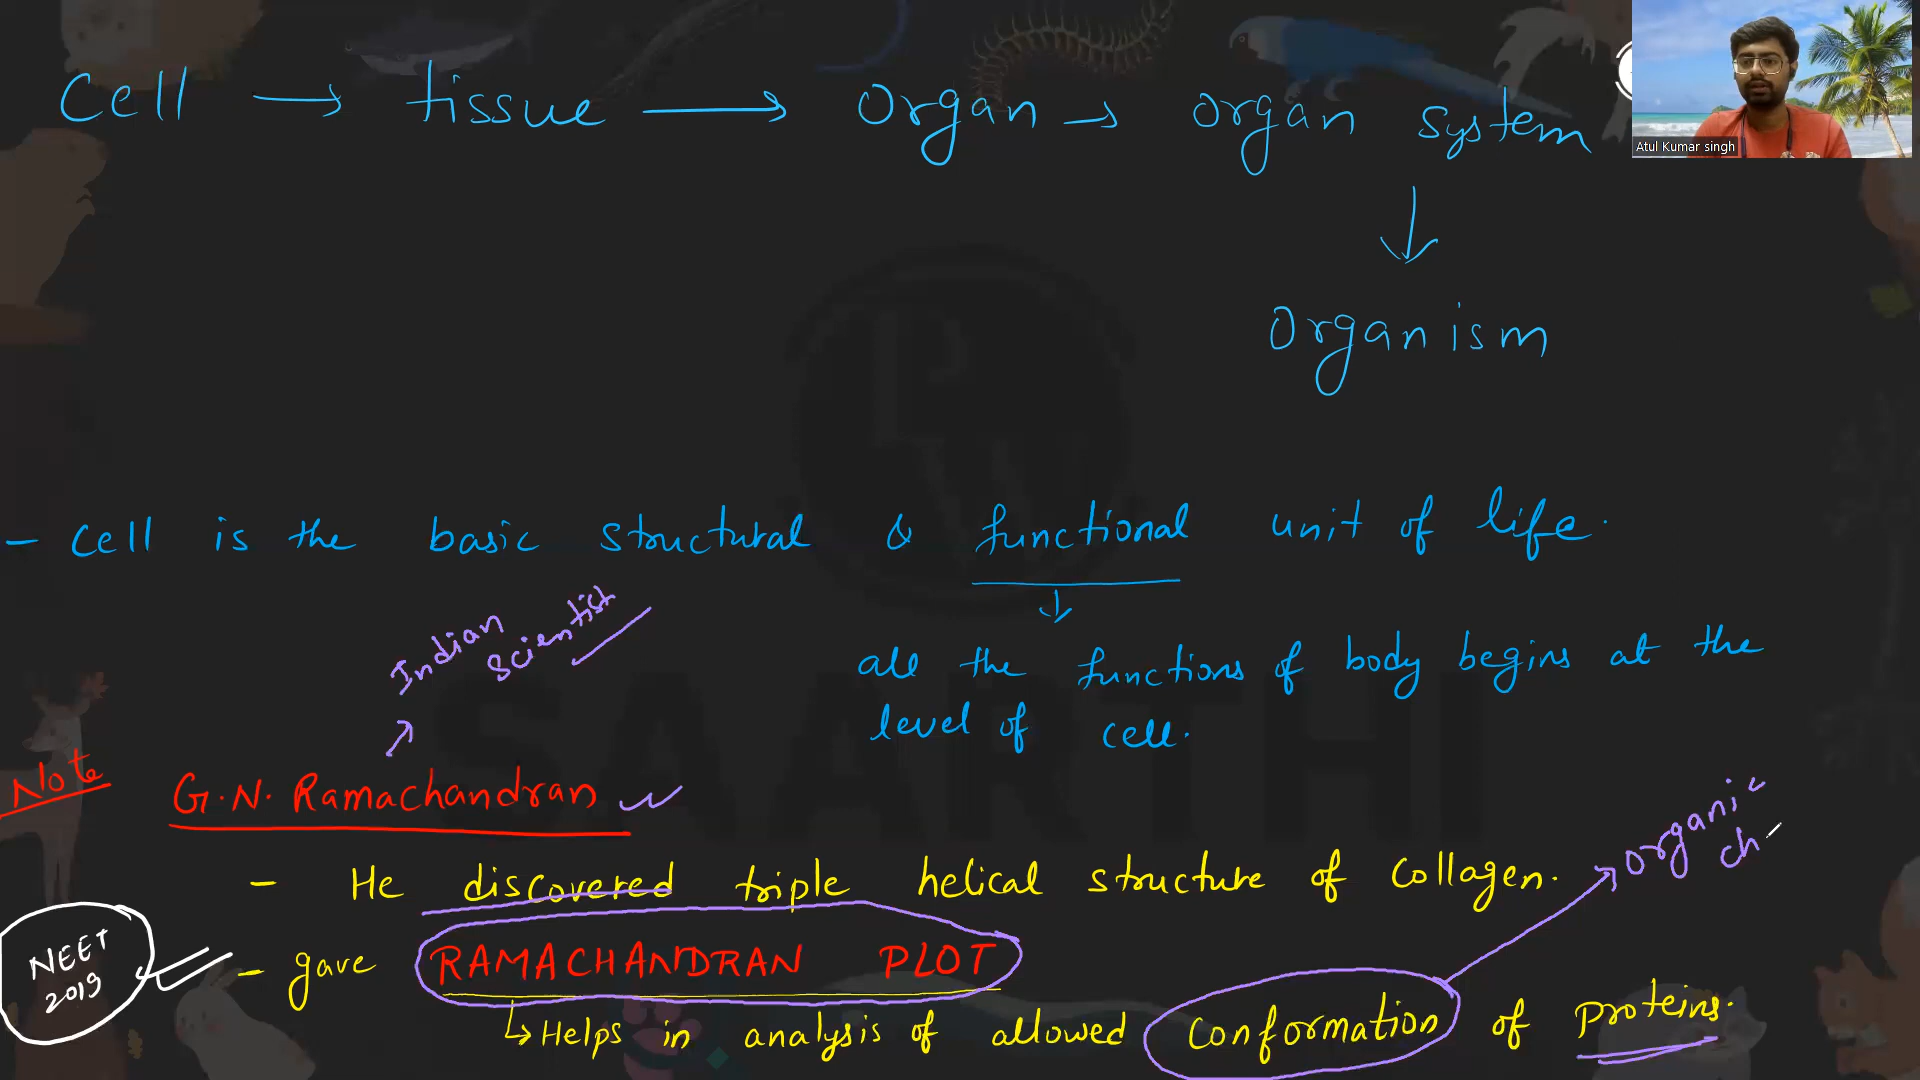 Cell → tissue → Organ → organ system
Atul Kumar singh
↓
Organism
- Cell is the basic structural & functional unit of life.
↓
Indian
Scientist
all the functions of body begins at the
level of cell.
Note
G.N. Ramachandran
organic
ch
- He discovered triple helical structure of Collagen.
NEET
2019
- gave RAMACHANDRAN PLOT
↳ Helps in analysis of allowed conformation of proteins.
SAARTHI